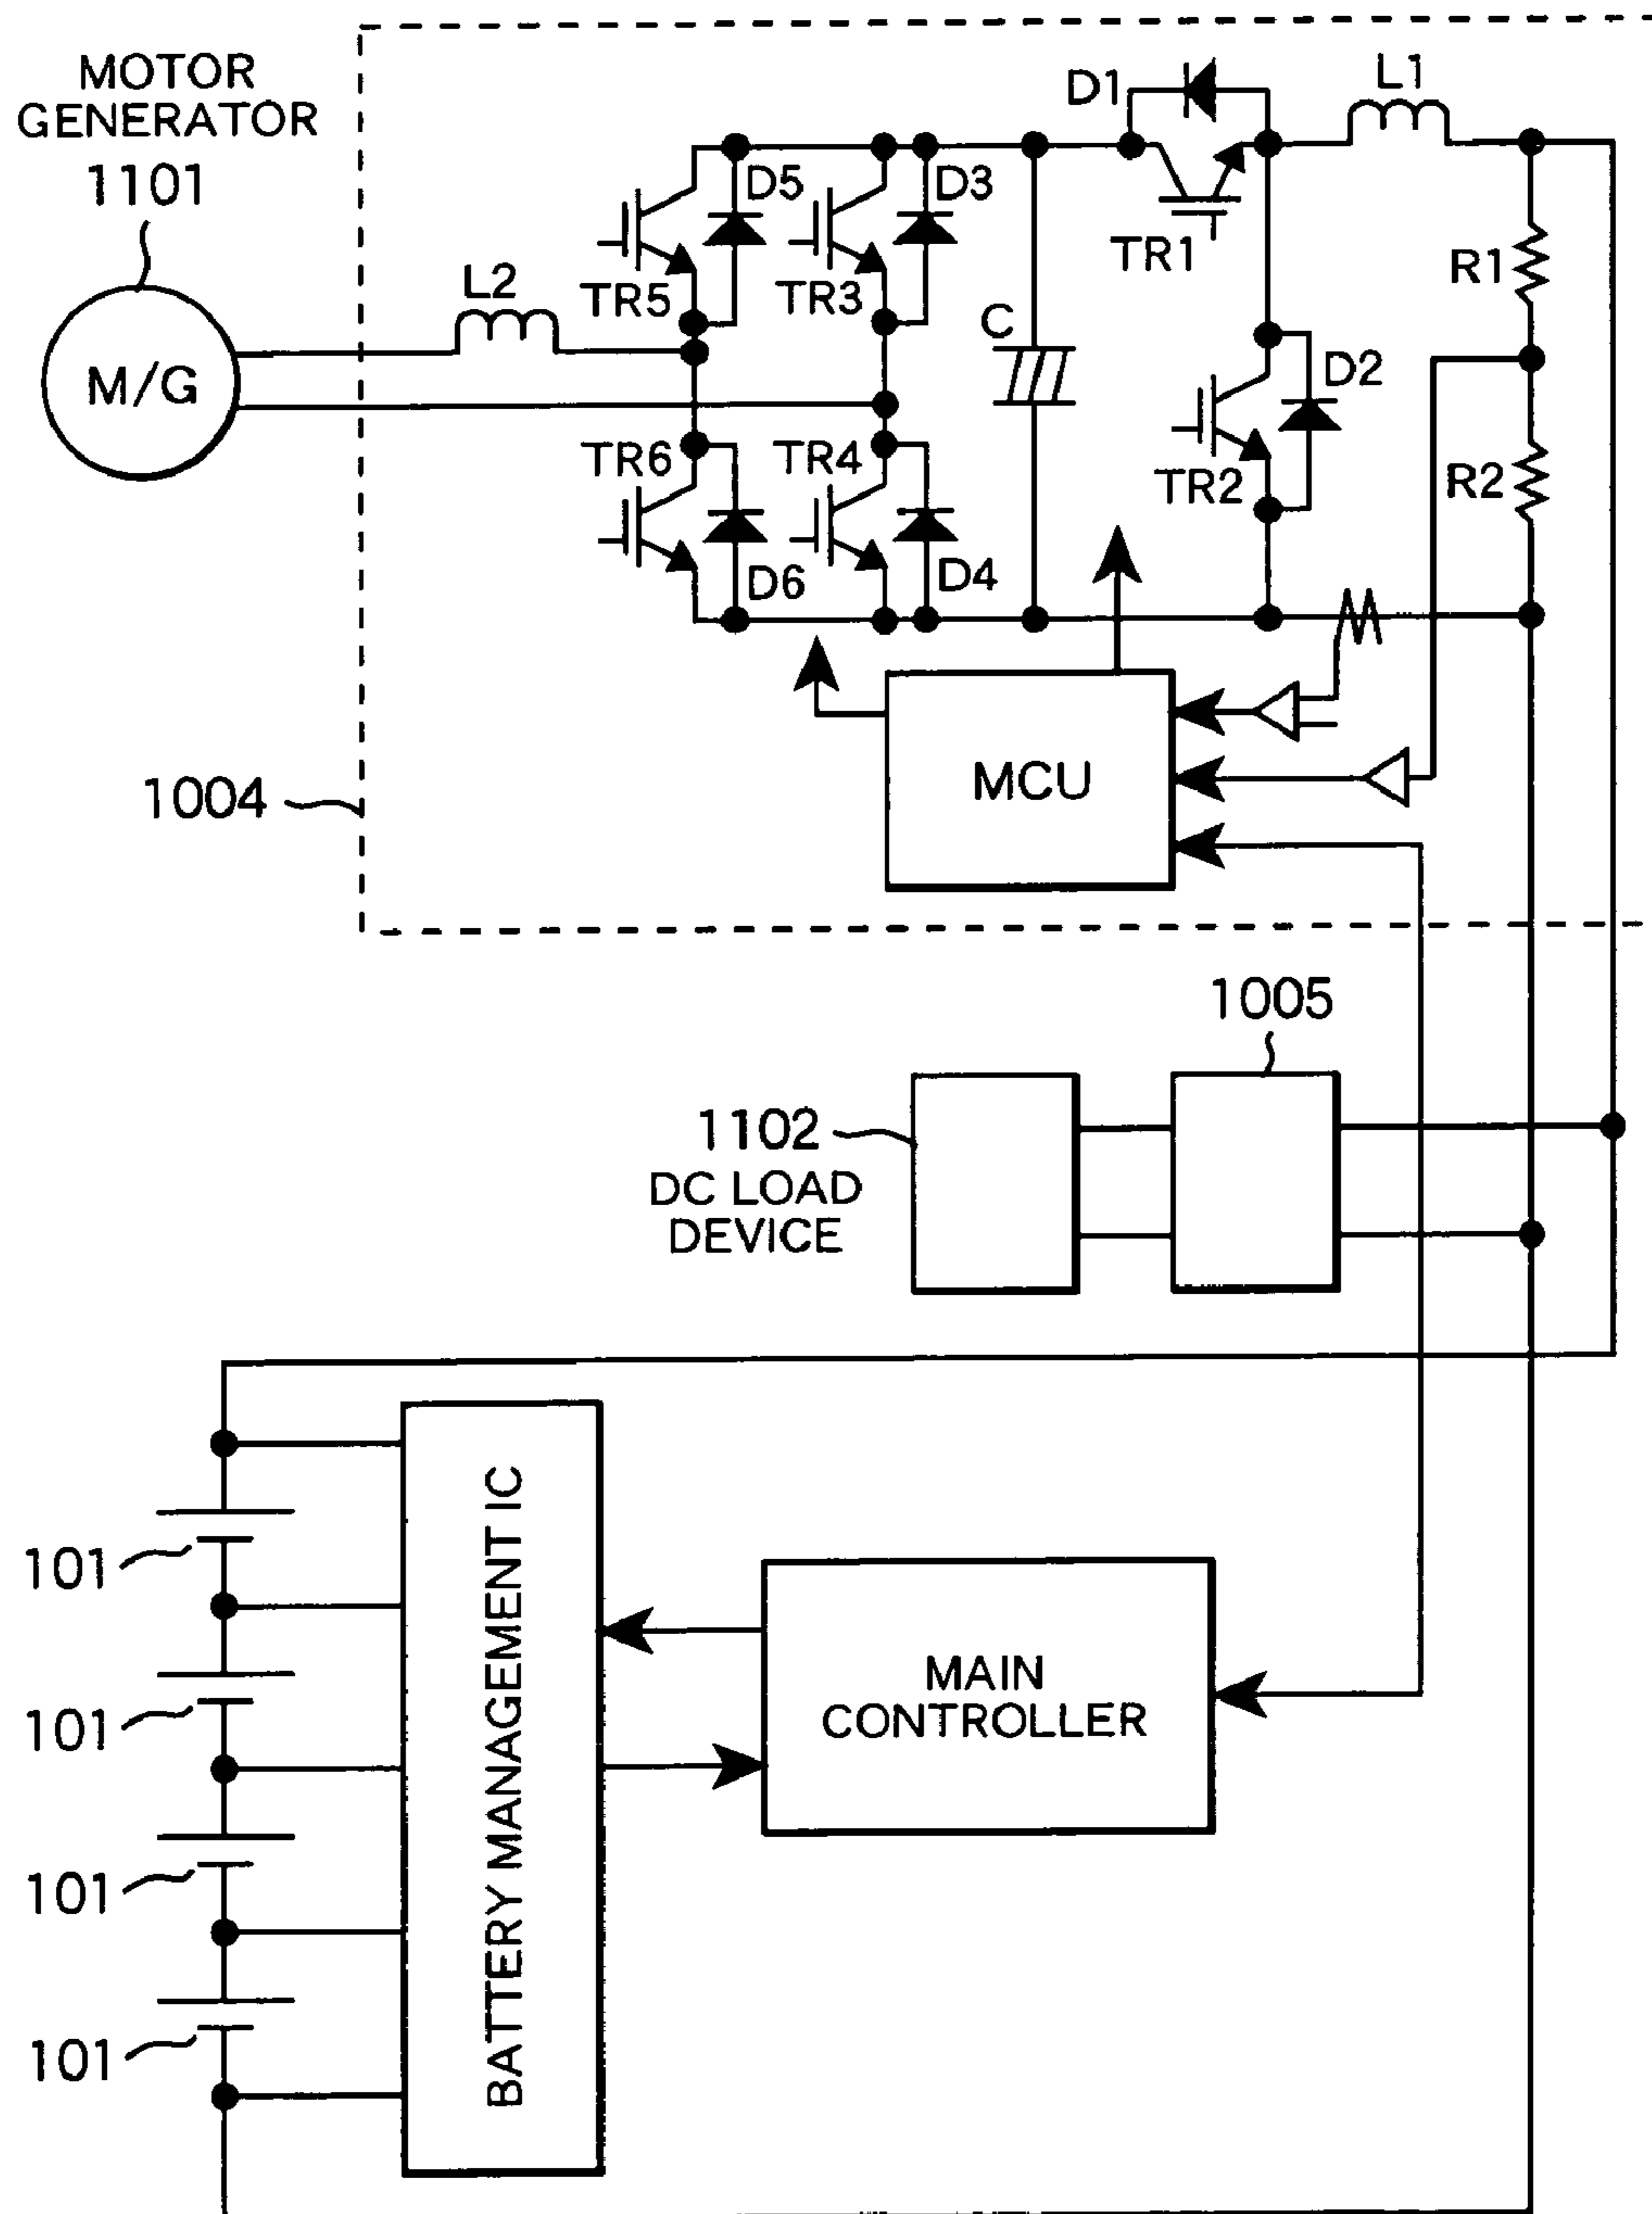 MOTOR
GENERATOR
1101
M/G
L2
D1
L1
D5
D3
TR5
TR3
TR1
R1
C
D2
TR6
TR4
TR2
R2
D6
D4
MCU
1004
1005
1102
DC LOAD
DEVICE
101
101
101
101
BATTERY MANAGEMENT IC
MAIN
CONTROLLER